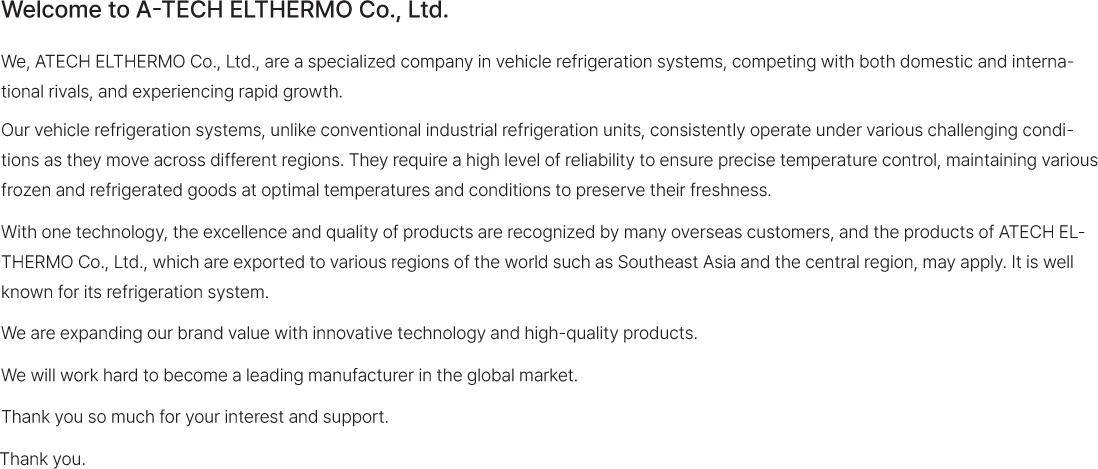 Welcome to A-TECH ELTHERMO Co., Ltd.
We, ATECH ELTHERMO Co., Ltd., are a specialized company in vehicle refrigeration systems, competing with both domestic and interna-
tional rivals, and experiencing rapid growth.
Our vehicle refrigeration systems, unlike conventional industrial refrigeration units, consistently operate under various challenging condi-
tions as they move across different regions. They require a high level of reliability to ensure precise temperature control, maintaining various
frozen and refrigerated goods at optimal temperatures and conditions to preserve their freshness.
With one technology, the excellence and quality of products are recognized by many overseas customers, and the products of ATECH EL-
THERMO Co., Ltd., which are exported to various regions of the world such as Southeast Asia and the central region, may apply. It is well
known for its refrigeration system.
We are expanding our brand value with innovative technology and high-quality products.
We will work hard to become a leading manufacturer in the global market.
Thank you so much for your interest and support.
Thank you.